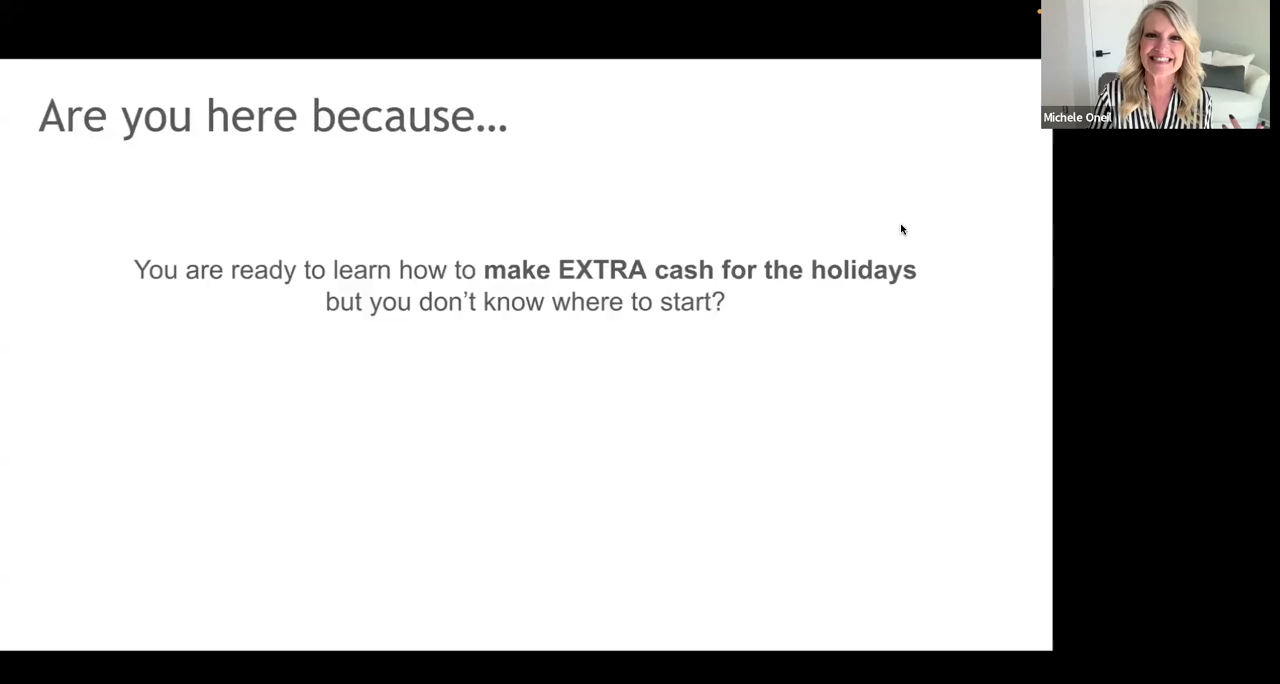 Are you here because...
You are ready to learn how to make EXTRA cash for the holidays
but you don’t know where to start?
Michele Oneil